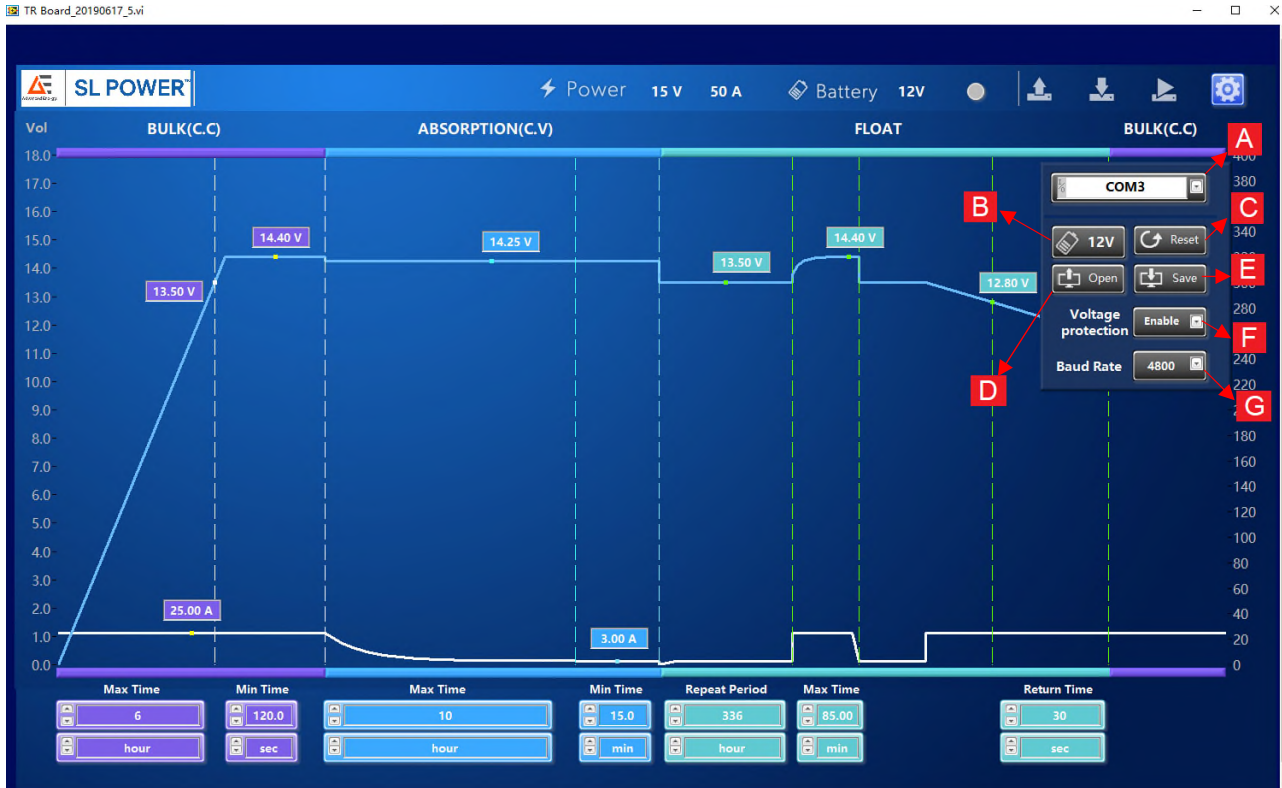 TR Board_20190617_5.vi
SL POWER™
Power 15 V 50 A Battery 12V
Vol BULK(C.C) ABSORPTION(C.V) FLOAT BULK(C.C)
A
18.0 400
17.0 COM3 380
16.0 B C
15.0 14.40 V 14.25 V 14.40 V 12V Reset 340
14.0 13.50 V
13.0 13.50 V 12.80 V Open Save E
12.0 Voltage protection Enable 280
F
11.0 240
10.0 Baud Rate 4800 220
D G
9.0
8.0 180
7.0 160
6.0 140
5.0 120
4.0 100
80
3.0 60
2.0 25.00 A 40
1.0 3.00 A 20
0.0 0
Max Time Min Time Max Time Min Time Repeat Period Max Time Return Time
6 120.0 10 15.0 336 85.00 30
hour sec hour min hour min sec